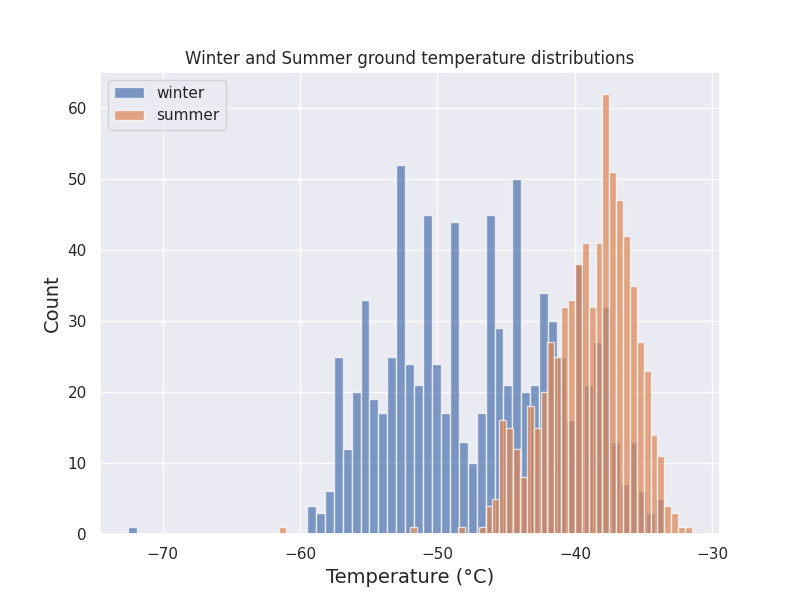 Winter and Summer ground temperature distributions
winter
summer
60
50
40
30
20
10
0
−70
−60
−50
−40
−30
Count
Temperature (°C)